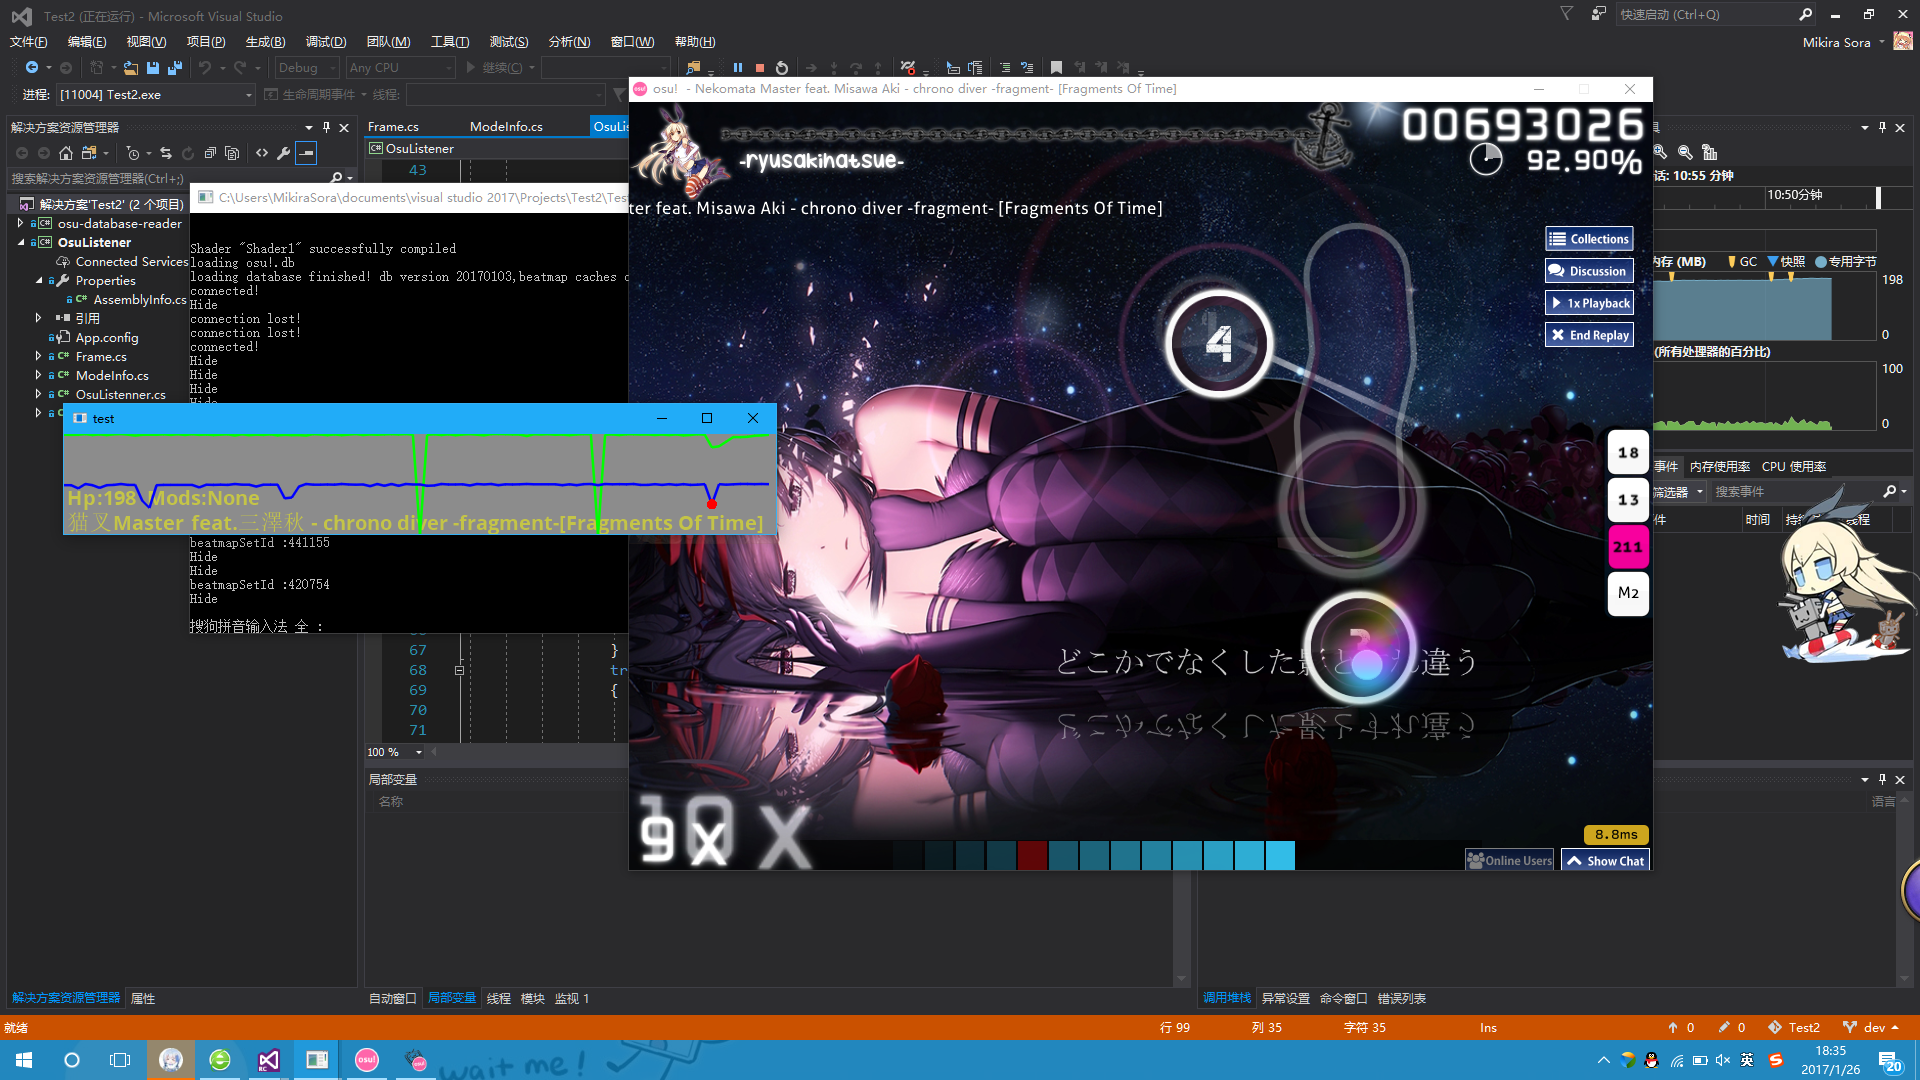 Test2 (正在运行) - Microsoft Visual Studio
快速启动 (Ctrl+Q)
文件(F) 编辑(E) 视图(V) 项目(P) 生成(B) 调试(D) 团队(M) 工具(T) 测试(S) 分析(N) 窗口(W) 帮助(H)
Mikira Sora
Debug Any CPU 继续(C)
进程: [11004] Test2.exe 生命周期事件 线程:
解决方案资源管理器
搜索解决方案资源管理器(Ctrl+;)
解决方案'Test2' (2 个项目)
osu-database-reader
OsuListener
Connected Services
Properties
AssemblyInfo.cs
引用
App.config
Frame.cs
ModeInfo.cs
OsuListenner.cs
Frame.cs ModeInfo.cs OsuLis
OsuListener
43
C:\Users\MikiraSora\documents\visual studio 2017\Projects\Test2\Test
Shader "Shader1" successfully compiled
loading osu!.db
loading database finished! db version 20170103,beatmap caches
connected!
Hide
connection lost!
connection lost!
connected!
Hide
Hide
Hide
Hide
test
Hp:198 Mods:None
猫叉Master feat.三澤秋 - chrono diver -fragment-[Fragments Of Time]
beatmapSetId :441155
Hide
Hide
beatmapSetId :420754
Hide
搜狗拼音输入法 全 :
67 }
68 tr
69 {
70
71
100 %
局部变量
名称
osu! - Nekomata Master feat. Misawa Aki - chrono diver -fragment- [Fragments Of Time]
00693026
92.90%
-ryusakihatsue-
ter feat. Misawa Aki - chrono diver -fragment- [Fragments Of Time]
Collections
Discussion
1x Playback
End Replay
4
18
13
211
M2
9x
10X
8.8ms
Online Users
Show Chat
话: 10:55 分钟
10:50分钟
内存 (MB) GC 快照 专用字节
198
198
0
(所有处理器的百分比)
100
0
事件 内存使用率 CPU 使用率
筛选器 搜索事件
件 时间 线程
语言
解决方案资源管理器 属性
自动窗口 局部变量 线程 模块 监视 1
调用堆栈 异常设置 命令窗口 错误列表
就绪 行 99 列 35 字符 35 Ins 0 0 Test2 dev
wait me!
osu!
英
18:35
2017/1/26
20